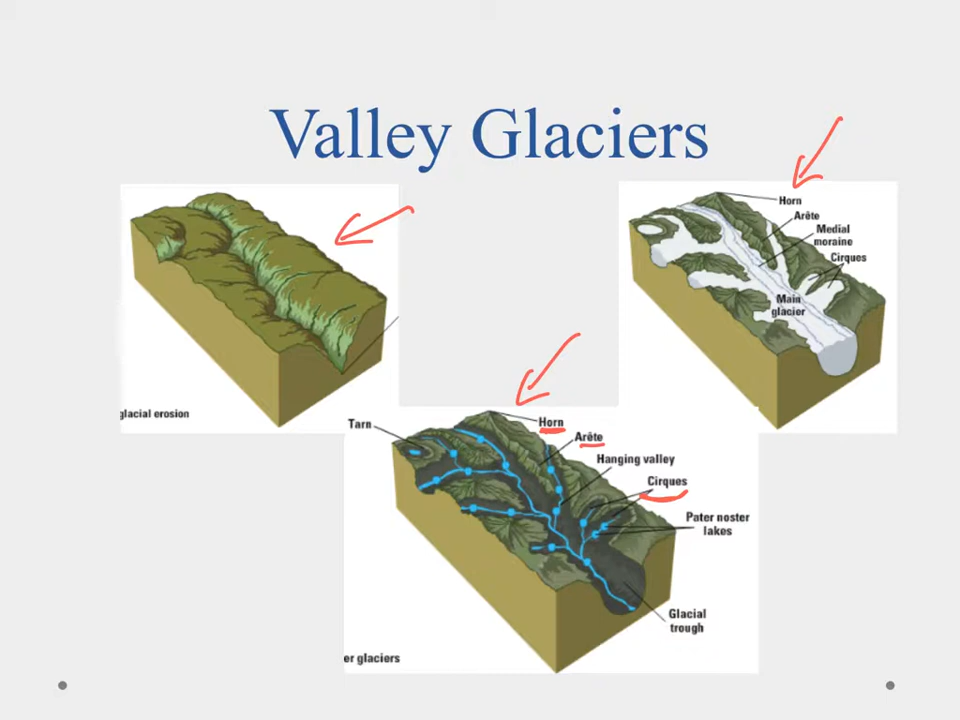 Valley Glaciers
glacial erosion
Horn
Arête
Medial
moraine
Cirques
Main
glacier
Tarn
Horn
Arête
Hanging valley
Cirques
Pater noster
lakes
Glacial
trough
er glaciers